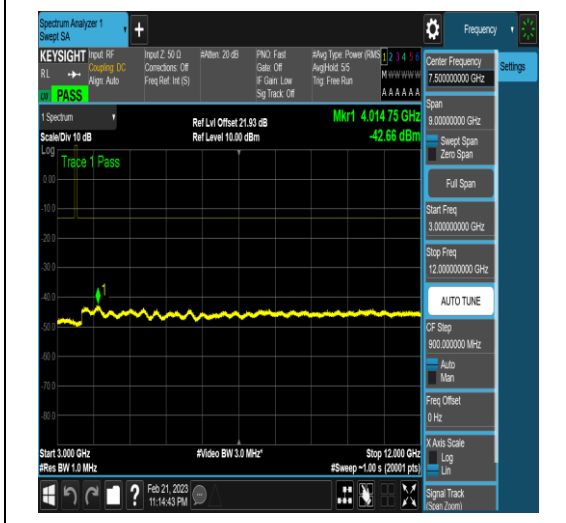 Spectrum Analyzer 1
Swept SA
Frequency
KEYSIGHT
RL
PASS
Input: RF
Coupling: DC
Align: Auto
Input Z: 50 Ω
Corrections: Off
Freq Ref: Int (S)
#Atten: 20 dB
PNO: Fast
Gate: Off
IF Gain: Low
Sig Track: Off
#Avg Type: Power (RMS
Avg|Hold: 5/5
Trig: Free Run
1 2 3 4 5 6
M W W W W W
A A A A A A
1 Spectrum
Scale/Div 10 dB
Ref Lvl Offset 21.93 dB
Ref Level 10.00 dBm
Mkr1 4.014 75 GHz
-42.66 dBm
Log
Trace 1 Pass
0.00
-10.0
-20.0
-30.0
-40.0
-50.0
-60.0
-70.0
-80.0
1
Start 3.000 GHz
#Res BW 1.0 MHz
#Video BW 3.0 MHz*
Stop 12.000 GHz
#Sweep ~1.00 s (20001 pts)
?
Feb 21, 2023
11:14:43 PM
Center Frequency
7.500000000 GHz
Settings
Span
9.00000000 GHz
Swept Span
Zero Span
Full Span
Start Freq
3.000000000 GHz
Stop Freq
12.000000000 GHz
AUTO TUNE
CF Step
900.000000 MHz
Auto
Man
Freq Offset
0 Hz
X Axis Scale
Log
Lin
Signal Track
(Span Zoom)